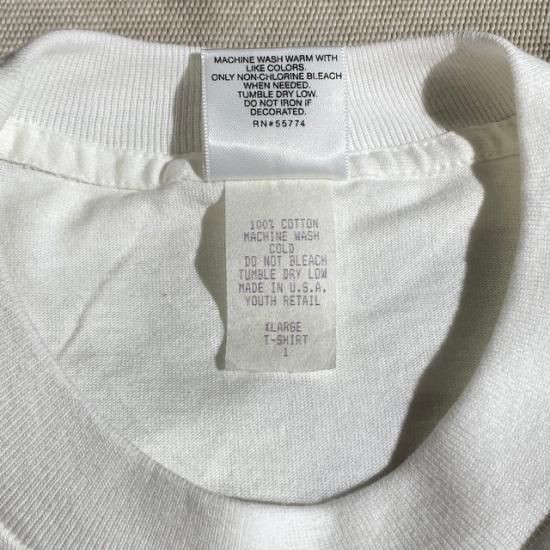 MACHINE WASH WARM WITH
LIKE COLORS.
ONLY NON-CHLORINE BLEACH
WHEN NEEDED.
TUMBLE DRY LOW.
DO NOT IRON IF
DECORATED.
RN#55774
100% COTTON
MACHINE WASH
COLD
DO NOT BLEACH
TUMBLE DRY LOW
MADE IN U.S.A.
YOUTH RETAIL
XLARGE
T-SHIRT
1